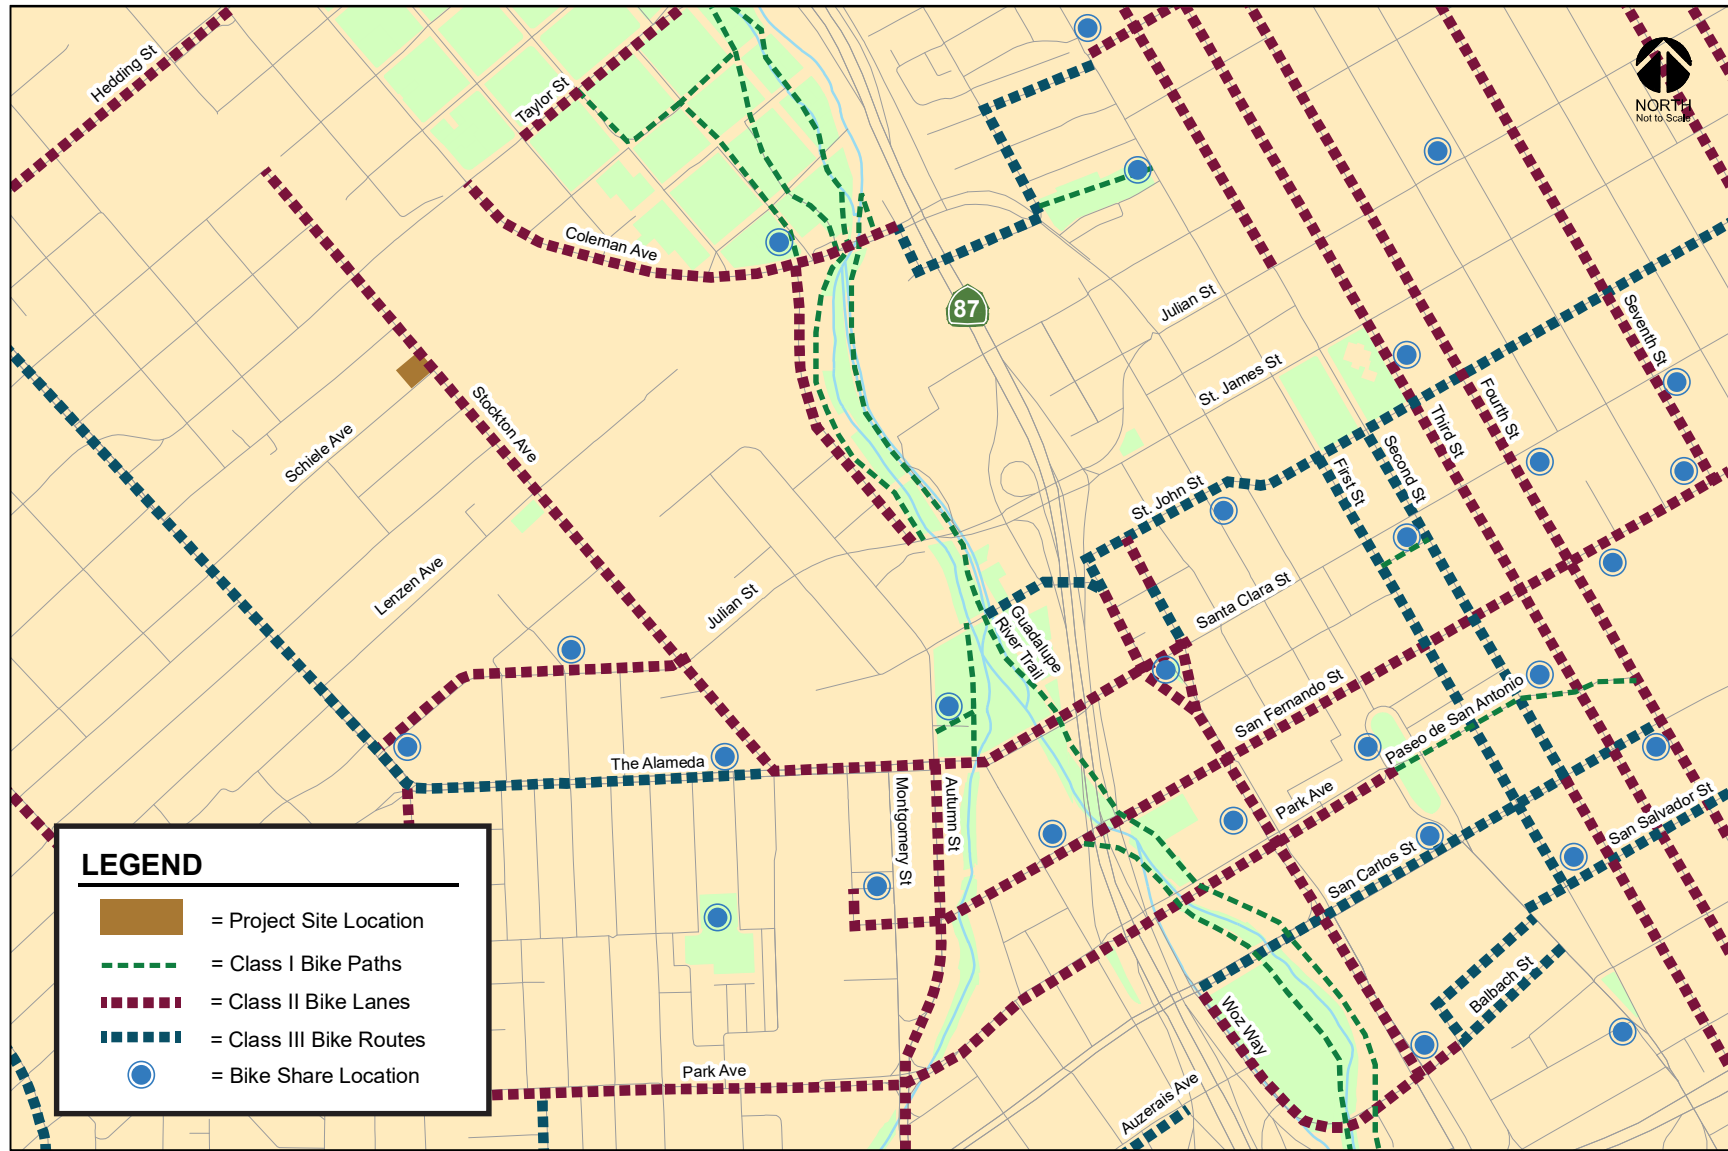 Hedding St
Taylor St
NORTH
Not to Scale
Coleman Ave
87
Julian St
Seventh St
St. James St
Fourth St
Third St
Stockton Ave
Schiele Ave
Second St
First St
St. John St
Lenzen Ave
Julian St
Santa Clara St
Guadalupe
River Trail
San Fernando St
Paseo de San Antonio
The Alameda
Montgomery St
Autumn St
Park Ave
San Salvador St
San Carlos St
Balbach St
Woz Way
Park Ave
Auzerais Ave
LEGEND
= Project Site Location
= Class I Bike Paths
= Class II Bike Lanes
= Class III Bike Routes
= Bike Share Location